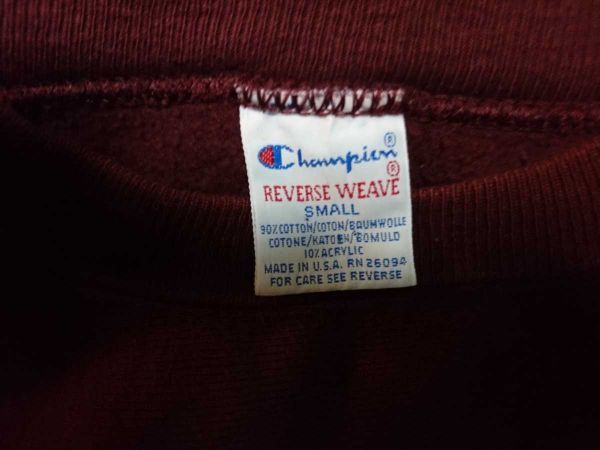 Champion®
REVERSE WEAVE®
SMALL
90%COTTON/COTON/BAUMWOLLE
COTONE/KATOEN/BOMULD
10%ACRYLIC
MADE IN U.S.A. RN 26094
FOR CARE SEE REVERSE